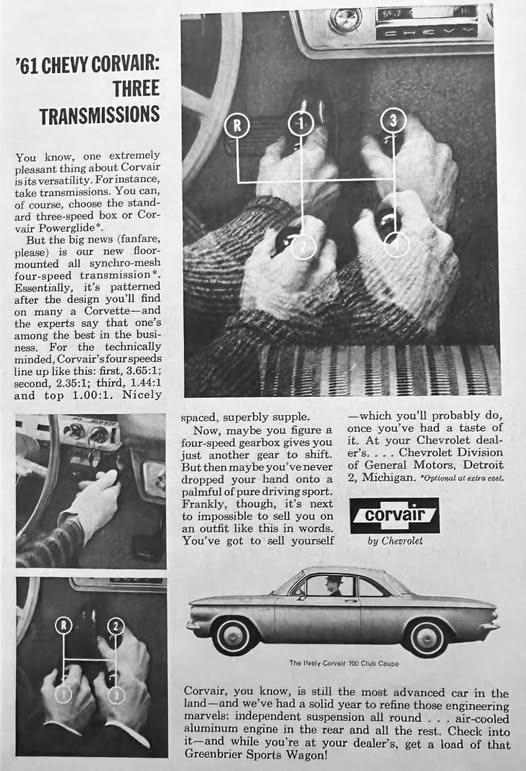 '61 CHEVY CORVAIR:
THREE
TRANSMISSIONS
You know, one extremely
pleasant thing about Corvair
is its versatility. For instance,
take transmissions. You can,
of course, choose the stand-
ard three-speed box or Cor-
vair Powerglide*.
But the big news (fanfare,
please) is our new floor-
mounted all synchro-mesh
four-speed transmission*.
Essentially, it's patterned
after the design you'll find
on many a Corvette—and
the experts say that one's
among the best in the busi-
ness. For the technically
minded, Corvair's four speeds
line up like this: first, 3.65:1;
second, 2.35:1; third, 1.44:1
and top 1.00:1. Nicely
CHEVY
R 1 3
2 4
R 2
1 3
spaced, superbly supple.
Now, maybe you figure a
four-speed gearbox gives you
just another gear to shift.
But then maybe you've never
dropped your hand onto a
palmful of pure driving sport.
Frankly, though, it's next
to impossible to sell you on
an outfit like this in words.
You've got to sell yourself
—which you'll probably do,
once you've had a taste of
it. At your Chevrolet deal-
er's. . . . Chevrolet Division
of General Motors, Detroit
2, Michigan. *Optional at extra cost.
corvair
by Chevrolet
The lively Corvair 700 Club Coupe
Corvair, you know, is still the most advanced car in the
land—and we've had a solid year to refine those engineering
marvels: independent suspension all round . . . air-cooled
aluminum engine in the rear and all the rest. Check into
it—and while you're at your dealer's, get a load of that
Greenbrier Sports Wagon!